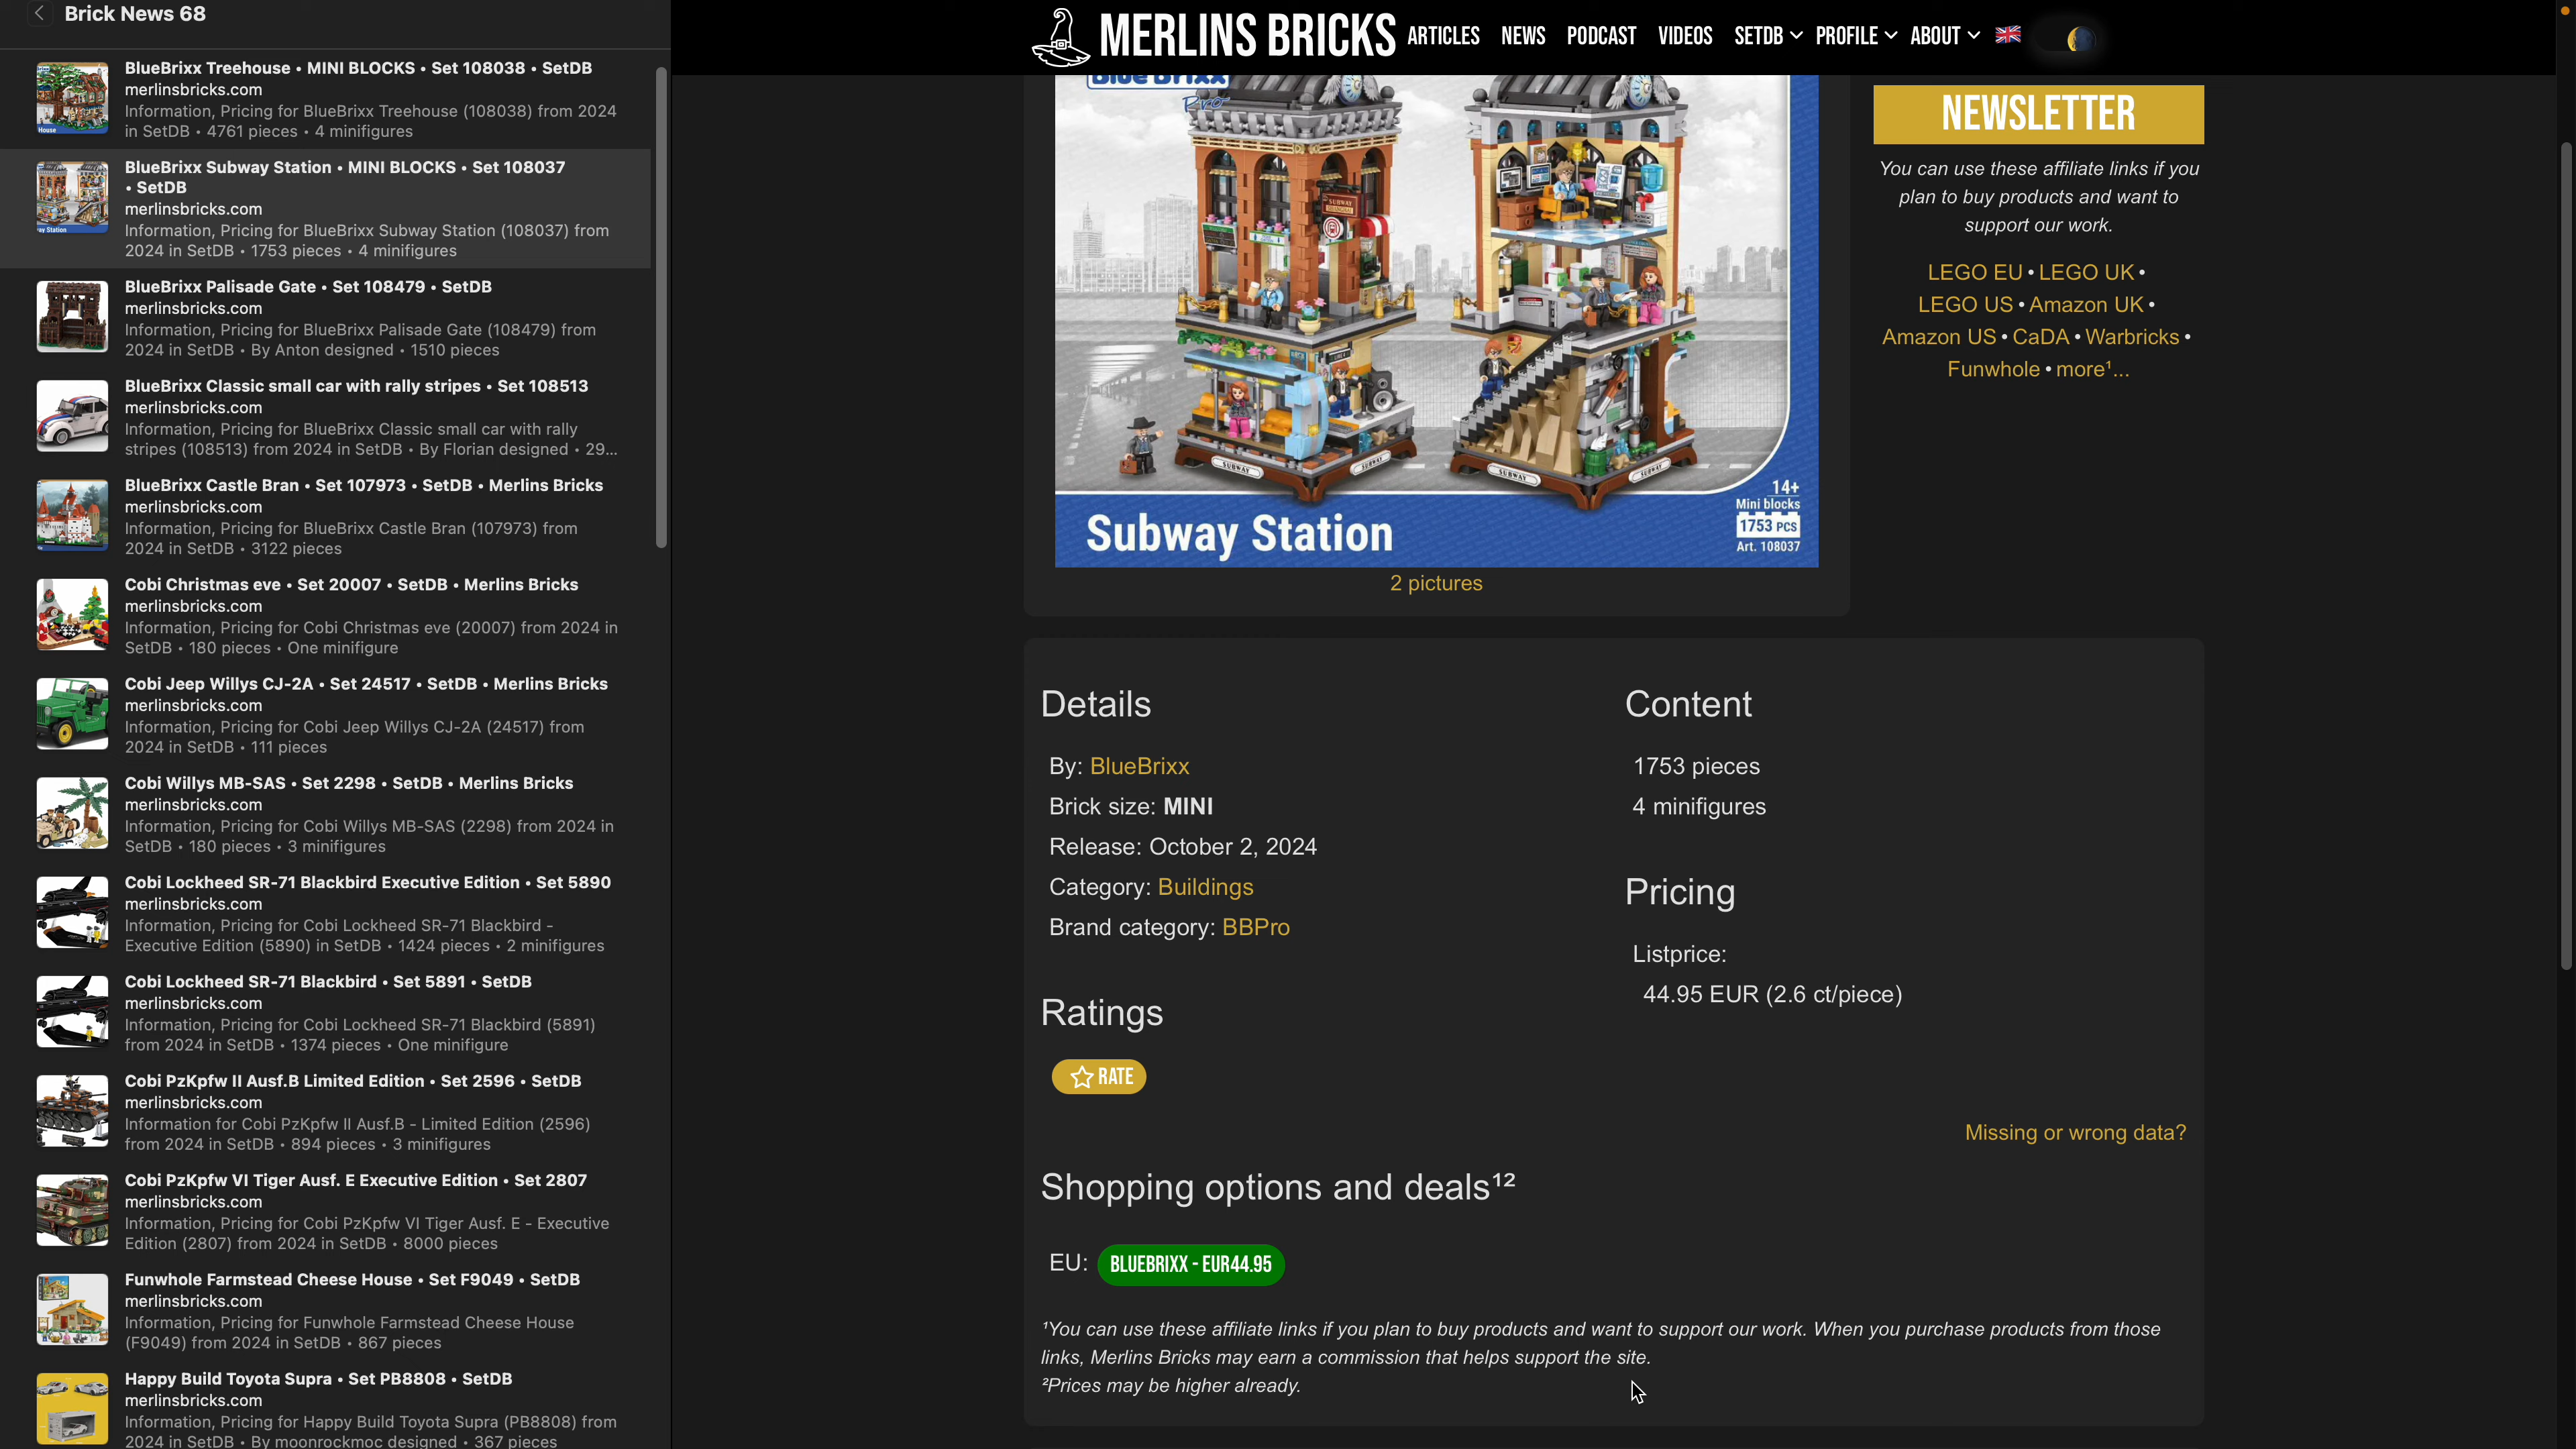 Brick News 68
BlueBrixx Treehouse • MINI BLOCKS • Set 108038 • SetDB
merlinsbricks.com
Information, Pricing for BlueBrixx Treehouse (108038) from 2024
in SetDB • 4761 pieces • 4 minifigures
BlueBrixx Subway Station • MINI BLOCKS • Set 108037
• SetDB
merlinsbricks.com
Information, Pricing for BlueBrixx Subway Station (108037) from
2024 in SetDB • 1753 pieces • 4 minifigures
BlueBrixx Palisade Gate • Set 108479 • SetDB
merlinsbricks.com
Information, Pricing for BlueBrixx Palisade Gate (108479) from
2024 in SetDB • By Anton designed • 1510 pieces
BlueBrixx Classic small car with rally stripes • Set 108513
merlinsbricks.com
Information, Pricing for BlueBrixx Classic small car with rally
stripes (108513) from 2024 in SetDB • By Florian designed • 29...
BlueBrixx Castle Bran • Set 107973 • SetDB • Merlins Bricks
merlinsbricks.com
Information, Pricing for BlueBrixx Castle Bran (107973) from
2024 in SetDB • 3122 pieces
Cobi Christmas eve • Set 20007 • SetDB • Merlins Bricks
merlinsbricks.com
Information, Pricing for Cobi Christmas eve (20007) from 2024 in
SetDB • 180 pieces • One minifigure
Cobi Jeep Willys CJ-2A • Set 24517 • SetDB • Merlins Bricks
merlinsbricks.com
Information, Pricing for Cobi Jeep Willys CJ-2A (24517) from
2024 in SetDB • 111 pieces
Cobi Willys MB-SAS • Set 2298 • SetDB • Merlins Bricks
merlinsbricks.com
Information, Pricing for Cobi Willys MB-SAS (2298) from 2024 in
SetDB • 180 pieces • 3 minifigures
Cobi Lockheed SR-71 Blackbird Executive Edition • Set 5890
merlinsbricks.com
Information, Pricing for Cobi Lockheed SR-71 Blackbird -
Executive Edition (5890) in SetDB • 1424 pieces • 2 minifigures
Cobi Lockheed SR-71 Blackbird • Set 5891 • SetDB
merlinsbricks.com
Information, Pricing for Cobi Lockheed SR-71 Blackbird (5891)
from 2024 in SetDB • 1374 pieces • One minifigure
Cobi PzKpfw II Ausf.B Limited Edition • Set 2596 • SetDB
merlinsbricks.com
Information for Cobi PzKpfw II Ausf.B - Limited Edition (2596)
from 2024 in SetDB • 894 pieces • 3 minifigures
Cobi PzKpfw VI Tiger Ausf. E Executive Edition • Set 2807
merlinsbricks.com
Information, Pricing for Cobi PzKpfw VI Tiger Ausf. E - Executive
Edition (2807) from 2024 in SetDB • 8000 pieces
Funwhole Farmstead Cheese House • Set F9049 • SetDB
merlinsbricks.com
Information, Pricing for Funwhole Farmstead Cheese House
(F9049) from 2024 in SetDB • 867 pieces
Happy Build Toyota Supra • Set PB8808 • SetDB
merlinsbricks.com
Information, Pricing for Happy Build Toyota Supra (PB8808) from
2024 in SetDB • By moonrockmoc designed • 367 pieces
MERLINS BRICKS ARTICLES NEWS PODCAST VIDEOS SETDB PROFILE ABOUT
Blue Brixx
Pro
SUBWAY
SUBWAY
SUBWAY
SUBWAY
SUBWAY
14+
Mini blocks
1753 PCS
Art. 108037
Subway Station
2 pictures
NEWSLETTER
You can use these affiliate links if you
plan to buy products and want to
support our work.
LEGO EU • LEGO UK •
LEGO US • Amazon UK •
Amazon US • CaDA • Warbricks •
Funwhole • more¹...
Details
By: BlueBrixx
Brick size: MINI
Release: October 2, 2024
Category: Buildings
Brand category: BBPro
Ratings
RATE
Content
1753 pieces
4 minifigures
Pricing
Listprice:
44.95 EUR (2.6 ct/piece)
Missing or wrong data?
Shopping options and deals¹²
EU: BLUEBRIXX - EUR44.95
¹You can use these affiliate links if you plan to buy products and want to support our work. When you purchase products from those
links, Merlins Bricks may earn a commission that helps support the site.
²Prices may be higher already.